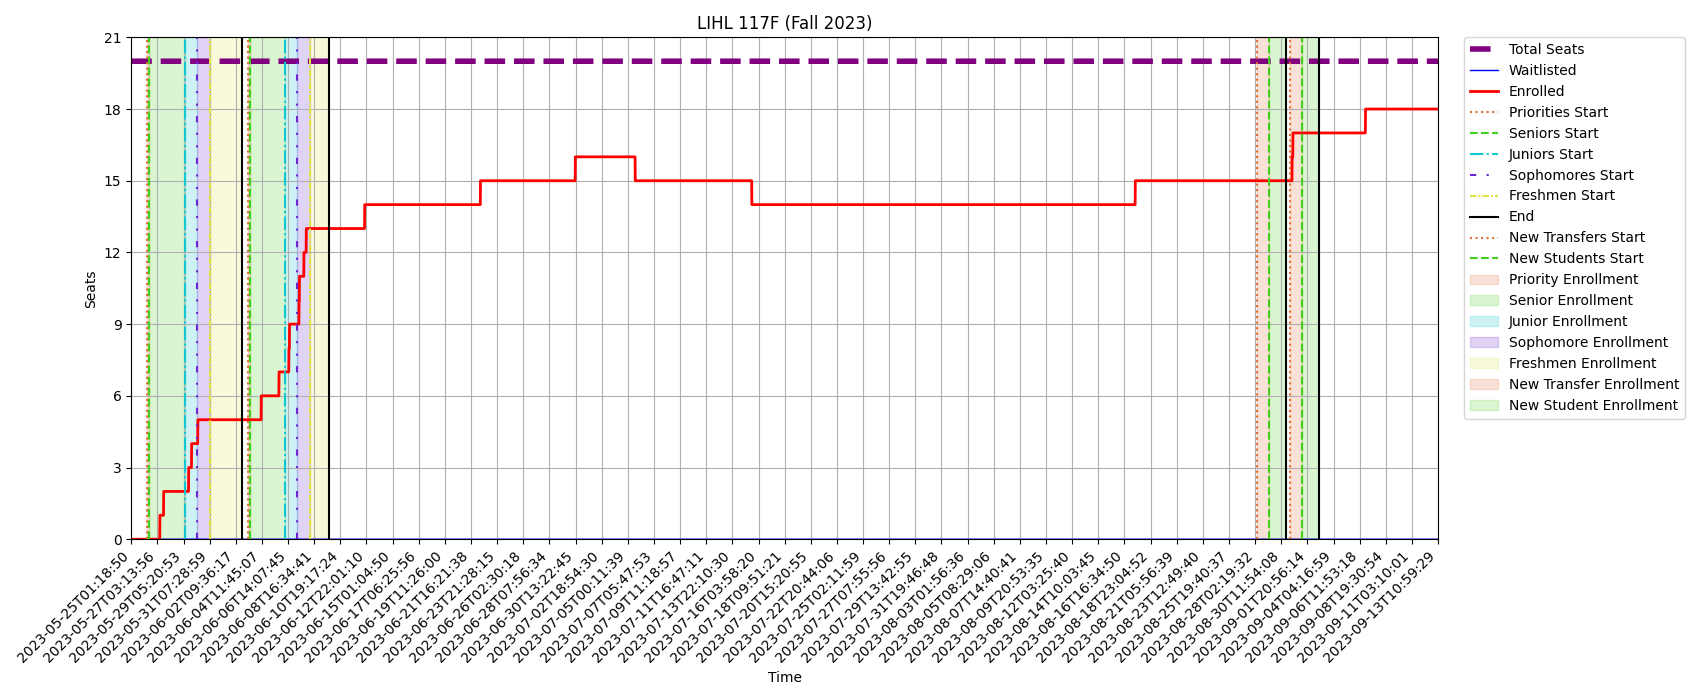 LIHL 117F (Fall 2023)
21
18
15
12
9
6
3
0
Seats
2023-05-25T01:18:50
2023-05-27T03:13:56
2023-05-29T05:20:53
2023-05-31T07:28:59
2023-06-02T09:36:17
2023-06-04T11:45:07
2023-06-06T14:07:45
2023-06-08T16:34:41
2023-06-10T19:17:24
2023-06-12T22:01:10
2023-06-15T01:04:50
2023-06-17T06:25:56
2023-06-19T11:26:00
2023-06-21T16:21:38
2023-06-23T21:28:15
2023-06-26T02:30:18
2023-06-28T07:56:34
2023-06-30T13:22:45
2023-07-02T18:54:30
2023-07-05T00:11:39
2023-07-07T05:47:53
2023-07-09T11:18:57
2023-07-11T16:47:11
2023-07-13T22:10:30
2023-07-16T03:58:20
2023-07-18T09:51:21
2023-07-20T15:20:55
2023-07-22T20:44:06
2023-07-25T02:11:59
2023-07-27T07:55:56
2023-07-29T13:42:55
2023-07-31T19:46:48
2023-08-03T01:56:36
2023-08-05T08:29:06
2023-08-07T14:40:41
2023-08-09T20:53:35
2023-08-12T03:25:40
2023-08-14T10:03:45
2023-08-16T16:34:50
2023-08-18T23:04:52
2023-08-21T05:56:39
2023-08-23T12:49:40
2023-08-25T19:40:37
2023-08-28T02:19:32
2023-08-30T11:54:08
2023-09-01T20:56:14
2023-09-04T04:16:59
2023-09-06T11:53:18
2023-09-08T19:30:54
2023-09-11T03:10:01
2023-09-13T10:59:29
Time
Total Seats
Waitlisted
Enrolled
Priorities Start
Seniors Start
Juniors Start
Sophomores Start
Freshmen Start
End
New Transfers Start
New Students Start
Priority Enrollment
Senior Enrollment
Junior Enrollment
Sophomore Enrollment
Freshmen Enrollment
New Transfer Enrollment
New Student Enrollment